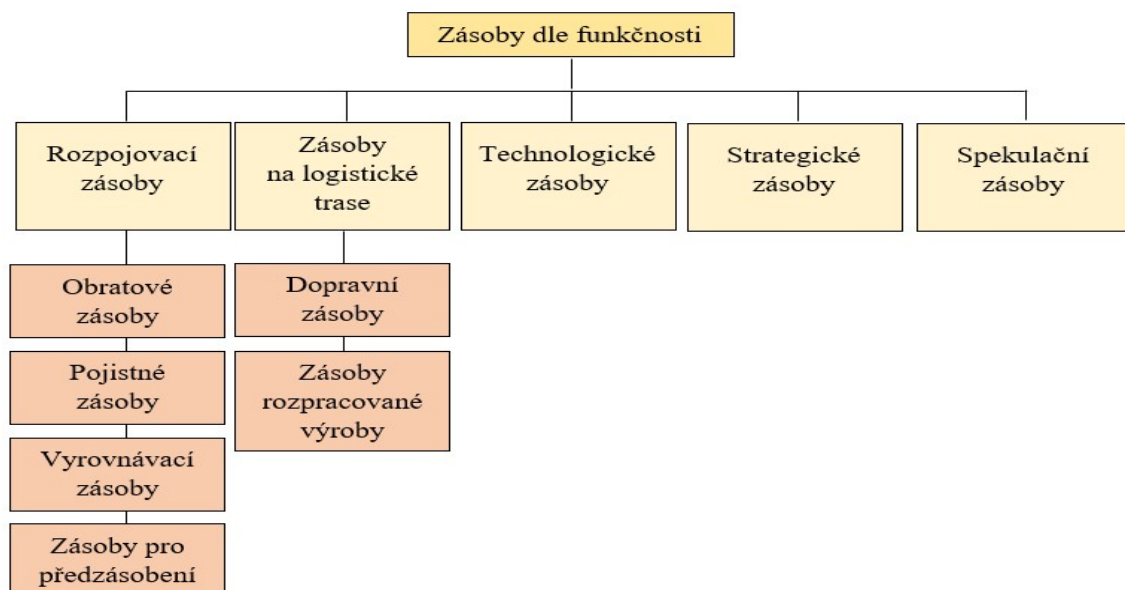 Zásoby dle funkčnosti
Rozpojovací
zásoby
Zásoby
na logistické
trase
Technologické
zásoby
Strategické
zásoby
Spekulační
zásoby
Obratové
zásoby
Pojistné
zásoby
Vyrovnávací
zásoby
Zásoby pro
předzásobení
Dopravní
zásoby
Zásoby
rozpracované
výroby